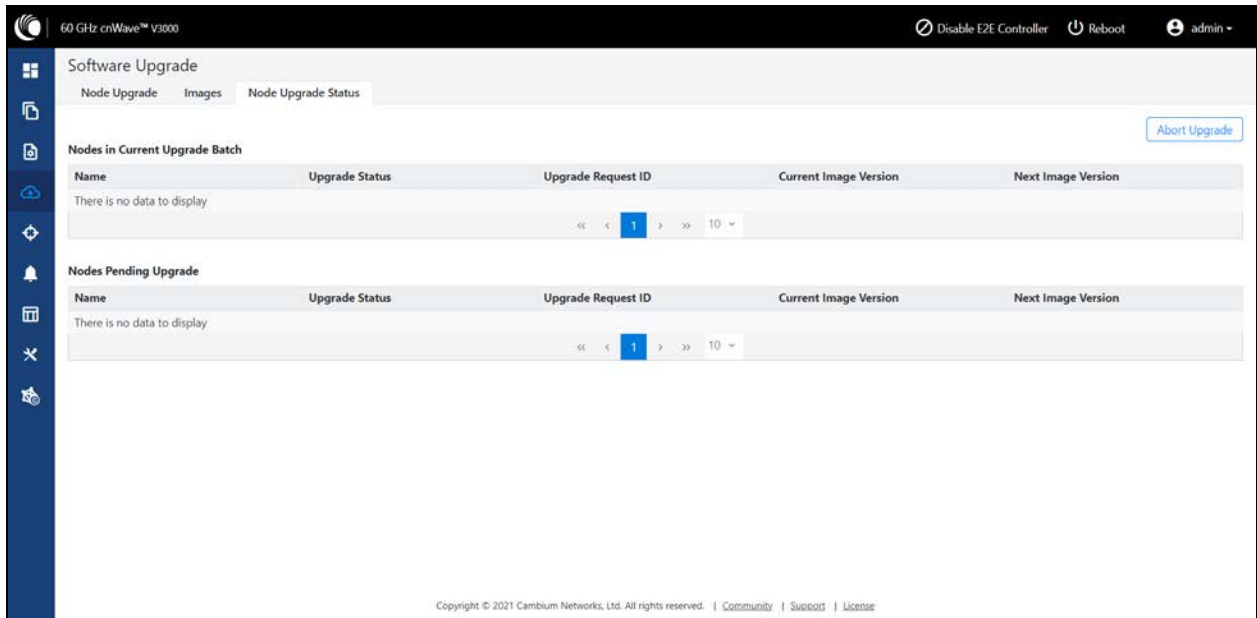 60 GHz cnWave™ V3000 Disable E2E Controller Reboot admin
Software Upgrade
Node Upgrade Images Node Upgrade Status
Abort Upgrade
Nodes in Current Upgrade Batch
Name Upgrade Status Upgrade Request ID Current Image Version Next Image Version
There is no data to display
« ‹ 1 › » 10
Nodes Pending Upgrade
Name Upgrade Status Upgrade Request ID Current Image Version Next Image Version
There is no data to display
« ‹ 1 › » 10
Copyright © 2021 Cambium Networks, Ltd. All rights reserved. | Community | Support | License